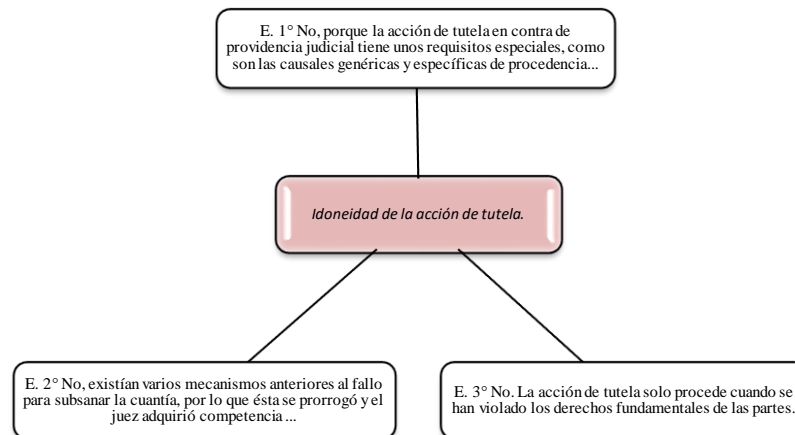 E. 1° No, porque la acción de tutela en contra de
providencia judicial tiene unos requisitos especiales, como
son las causales genéricas y específicas de procedencia...
Idoneidad de la acción de tutela.
E. 2° No, existían varios mecanismos anteriores al fallo
para subsanar la cuantía, por lo que ésta se prorrogó y el
juez adquirió competencia ...
E. 3° No. La acción de tutela solo procede cuando se
han violado los derechos fundamentales de las partes.